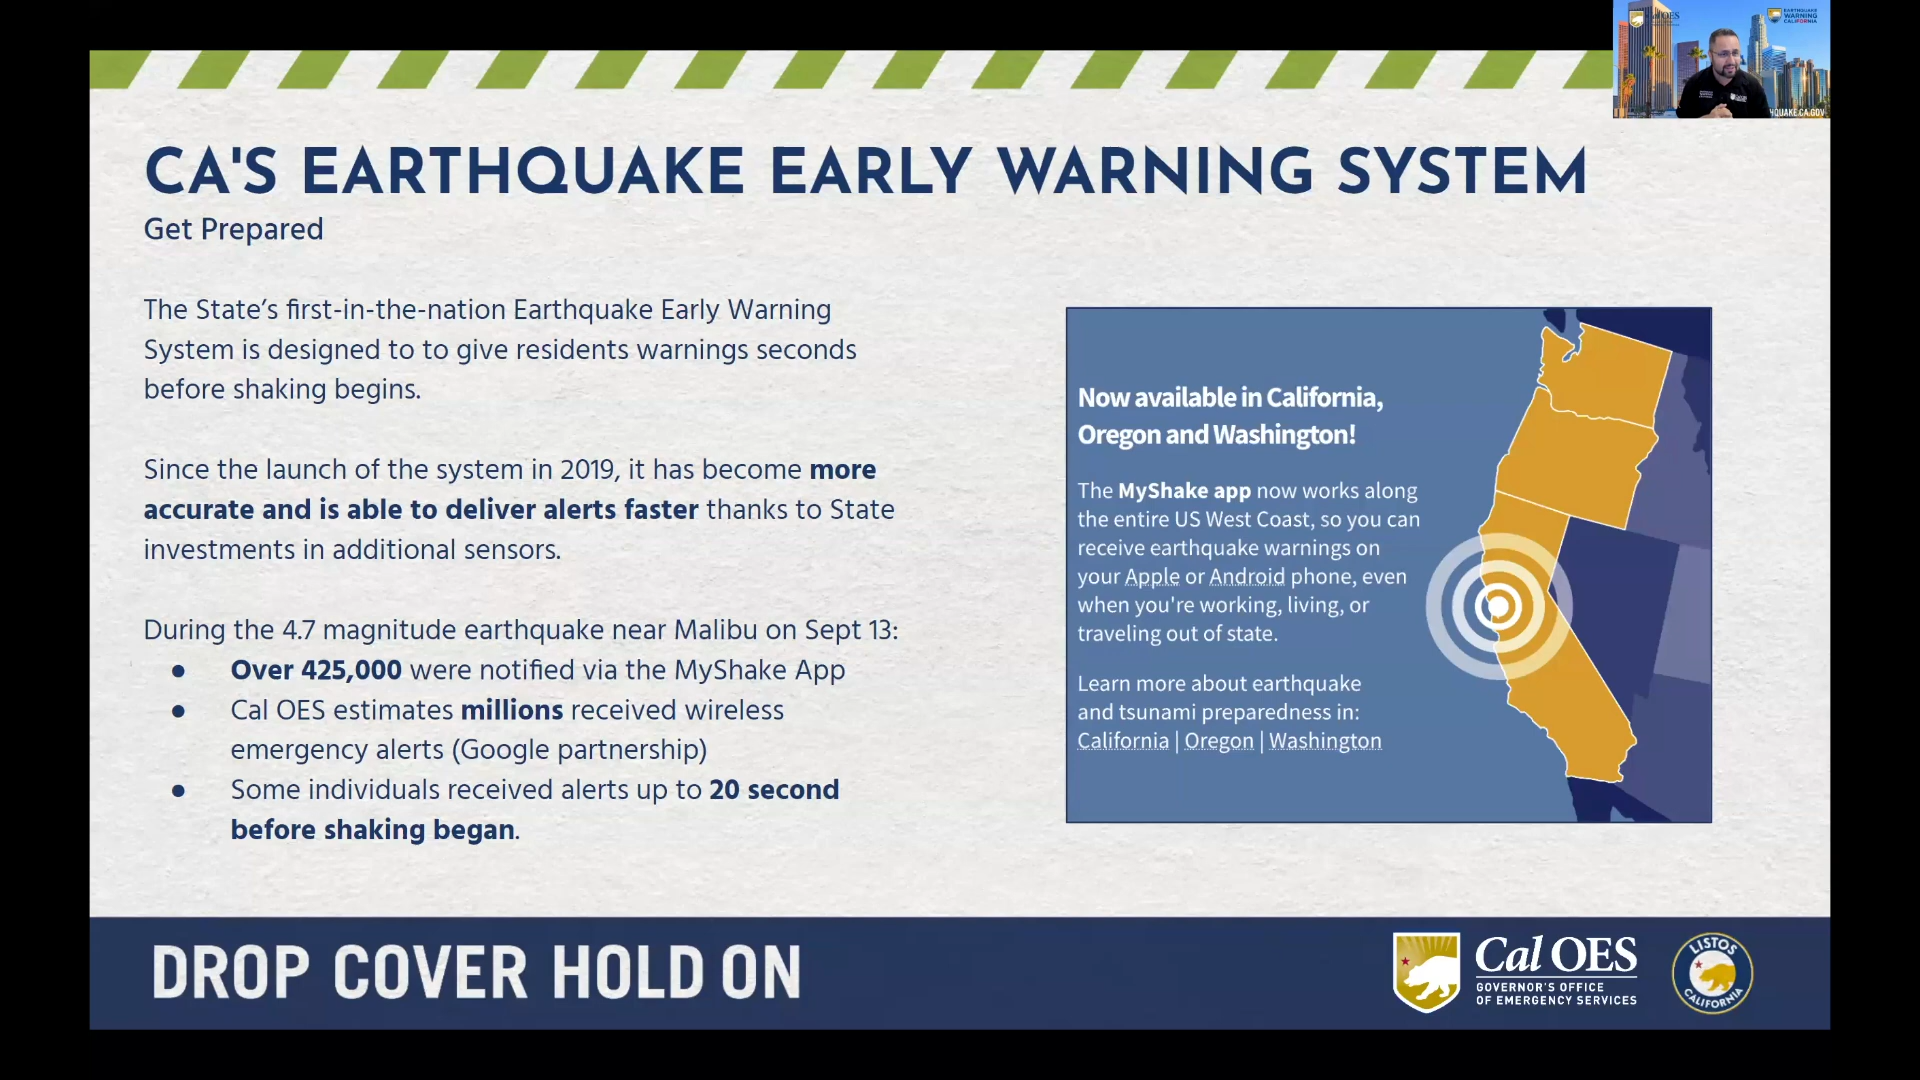 CA'S EARTHQUAKE EARLY WARNING SYSTEM
Get Prepared
The State’s first-in-the-nation Earthquake Early Warning
System is designed to to give residents warnings seconds
before shaking begins.
Since the launch of the system in 2019, it has become more
accurate and is able to deliver alerts faster thanks to State
investments in additional sensors.
During the 4.7 magnitude earthquake near Malibu on Sept 13:
● Over 425,000 were notified via the MyShake App
● Cal OES estimates millions received wireless
emergency alerts (Google partnership)
● Some individuals received alerts up to 20 second
before shaking began.
Now available in California,
Oregon and Washington!
The MyShake app now works along
the entire US West Coast, so you can
receive earthquake warnings on
your Apple or Android phone, even
when you're working, living, or
traveling out of state.
Learn more about earthquake
and tsunami preparedness in:
California | Oregon | Washington
Cal OES
EARTHQUAKE
WARNING
CALIFORNIA
HQUAKE.CA.GOV
DROP COVER HOLD ON
Cal OES
GOVERNOR'S OFFICE
OF EMERGENCY SERVICES
LISTOS
CALIFORNIA